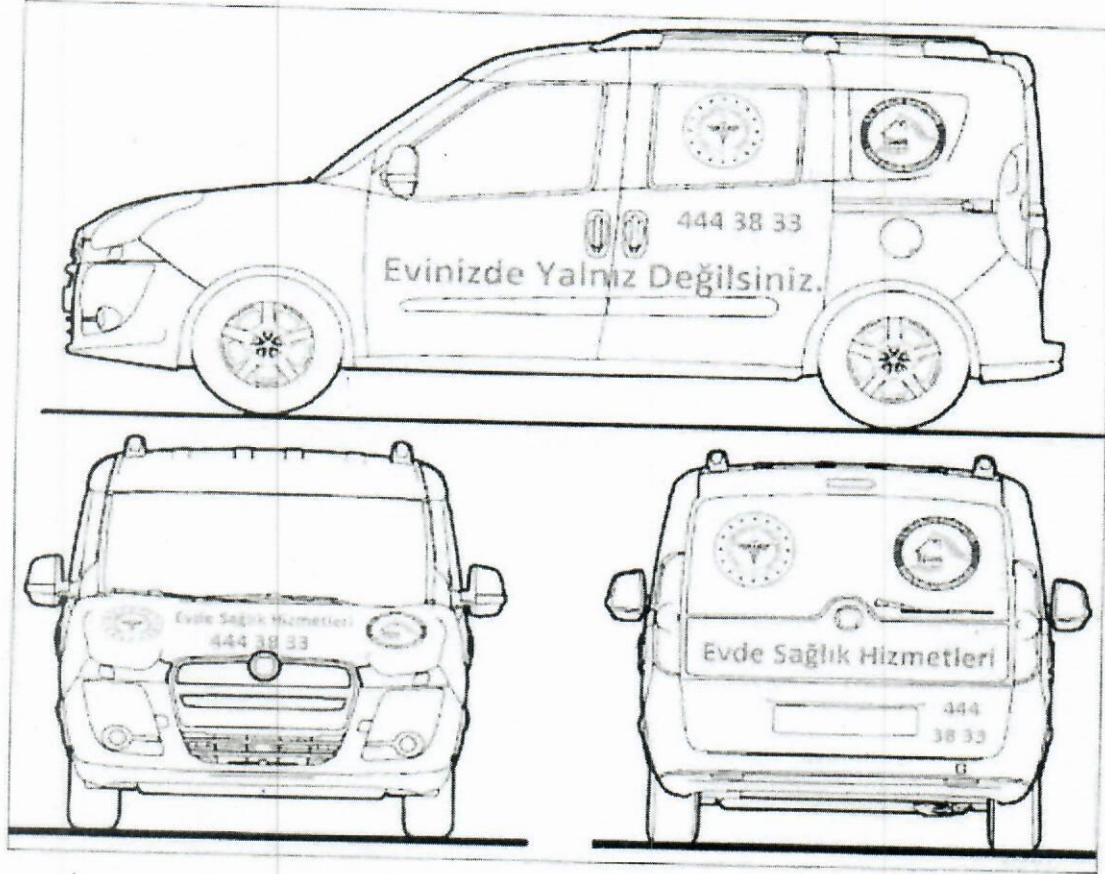 444 38 33
Evinizde Yalnız Değilsiniz.
Evde Sağlık Hizmetleri
444 38 33
Evde Sağlık Hizmetleri
444
38 33
G